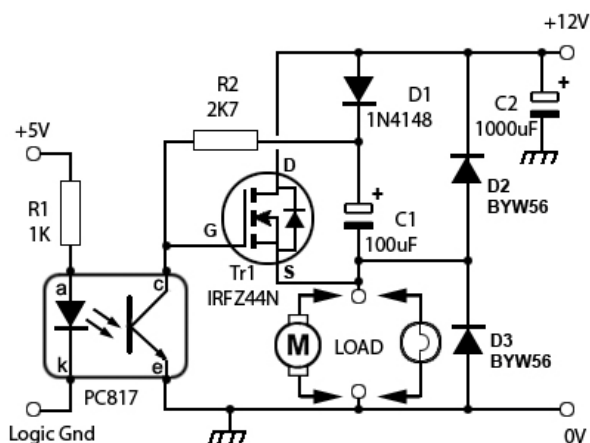 +12V
R2
2K7
D1
1N4148
C2
1000uF
+
+5V
R1
1K
D
G
S
Tr1
IRFZ44N
+
C1
100uF
D2
BYW56
a
c
k
e
PC817
M
LOAD
D3
BYW56
Logic Gnd
0V